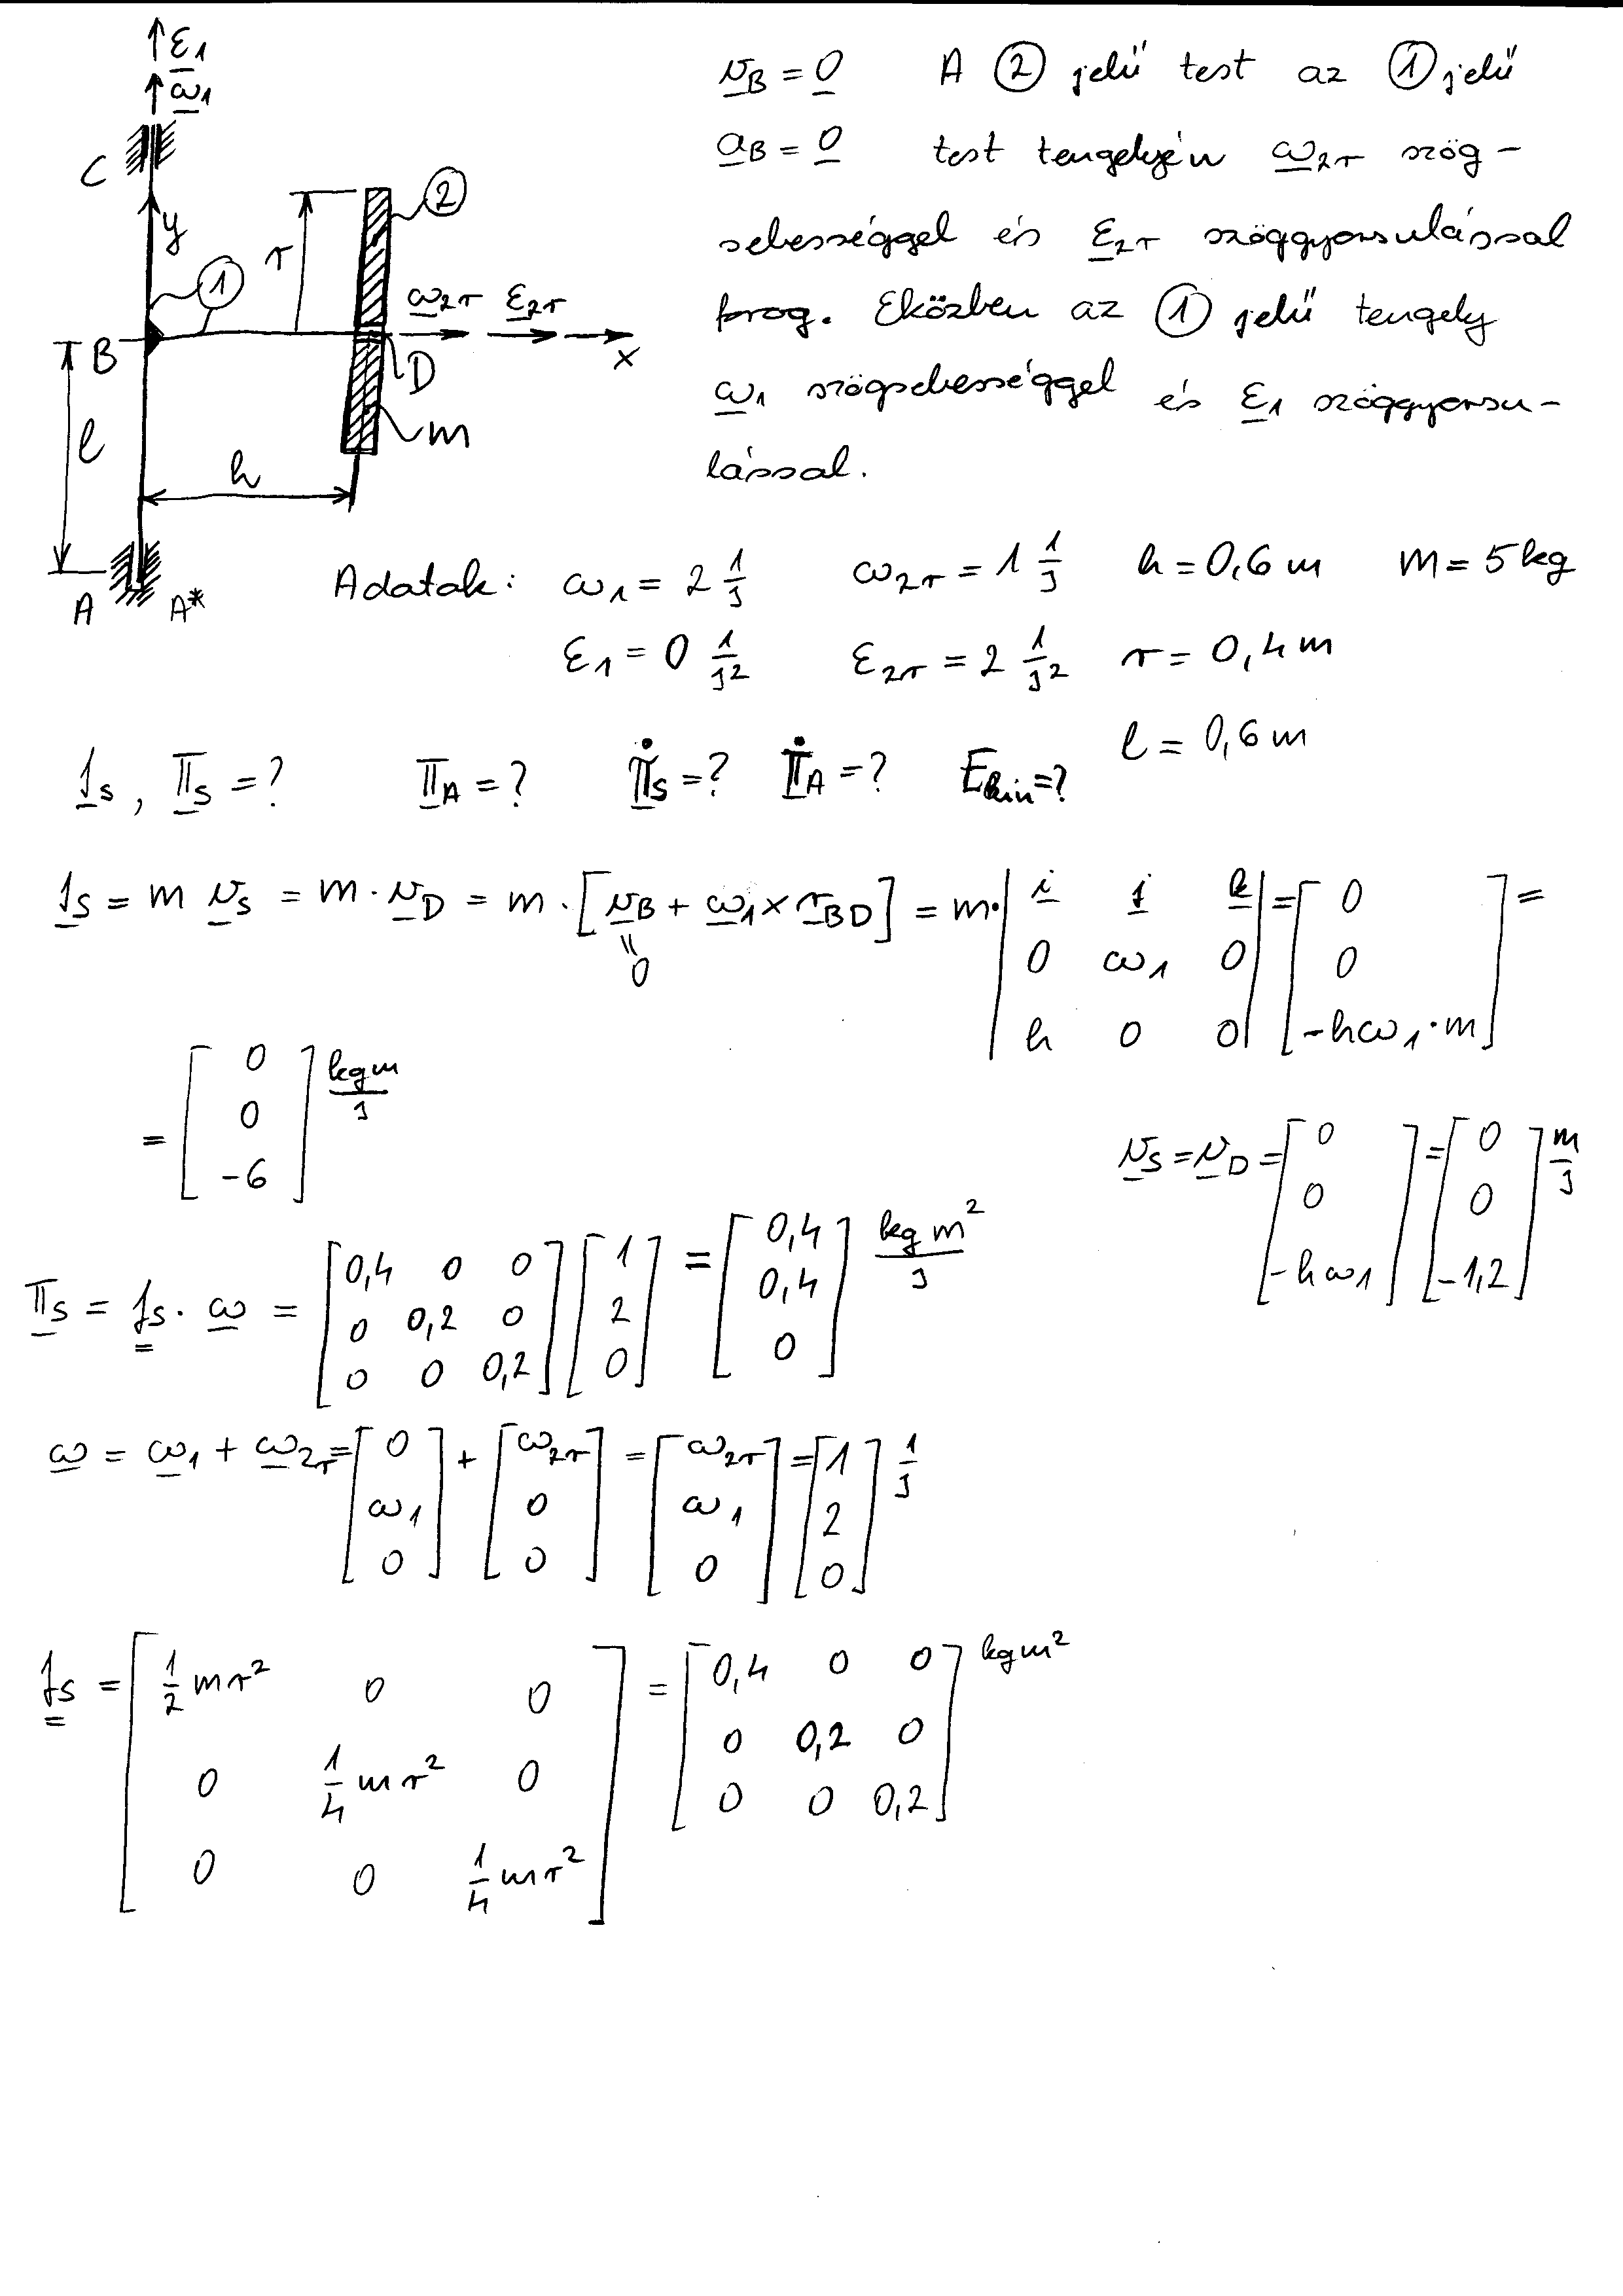 ε₁
ω₁
C
y
②
r
①
ω₂r ε₂r
B
D
x
l
m
h
A
A*
v_B = 0 A ② jelű test az ① jelű
a_B = 0 test tengelyén ω₂r szög-
sebességgel és ε₂r szöggyorsulással
forog. Eközben az ① jelű tengely
ω₁ szögsebességgel és ε₁ szöggyorsu-
lással.
Adatok: ω₁ = 2 1/s ω₂r = 1 1/s h = 0,6 m m = 5 kg
ε₁ = 0 1/s² ε₂r = 2 1/s² r = 0,4 m
l = 0,6 m
I_S, Π_S = ? Π_A = ? Π̇_S = ? Π̇_A = ? E_kin = ?
I_S = m v_S = m · v_D = m · [v_B + ω₁ × r_BD] = m · | i j k ; 0 ω₁ 0 ; h 0 0 | = [0 ; 0 ; -hω₁·m] =
= 0
= [0 ; 0 ; -6] kgm/s
v_S = v_D = [0 ; 0 ; -hω₁] = [0 ; 0 ; -1,2] m/s
Π_S = J_S · ω = [0,4 0 0 ; 0 0,2 0 ; 0 0 0,2] [1 ; 2 ; 0] = [0,4 ; 0,4 ; 0] kg m²/s
ω = ω₁ + ω₂r = [0 ; ω₁ ; 0] + [ω₂r ; 0 ; 0] = [ω₂r ; ω₁ ; 0] = [1 ; 2 ; 0] 1/s
J_S = [1/2 mr² 0 0 ; 0 1/4 mr² 0 ; 0 0 1/4 mr²] = [0,4 0 0 ; 0 0,2 0 ; 0 0 0,2] kgm²